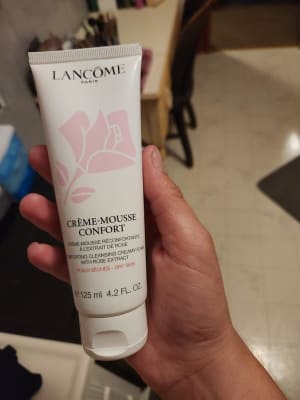 LANCÔME
PARIS
CRÈME-MOUSSE
CONFORT
CRÈME-MOUSSE RÉCONFORTANTE
À L'EXTRAIT DE ROSE
CLEANSING CREAMY-FOAM
WITH ROSE EXTRACT
PEAUX SÈCHES - DRY SKIN
℮ 125 ml 4.2 FL. OZ.